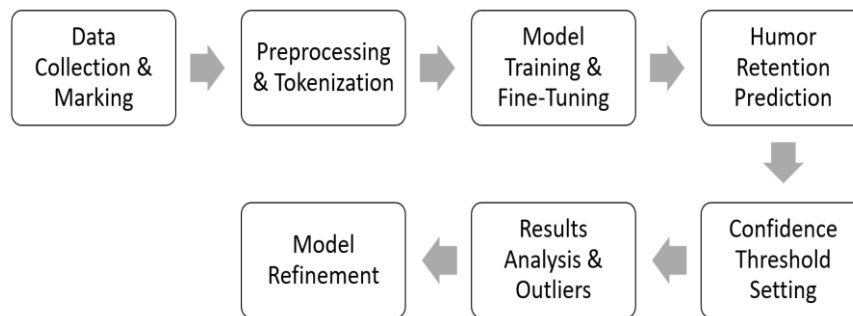 Data
Collection &
Marking
Preprocessing
& Tokenization
Model
Training &
Fine-Tuning
Humor
Retention
Prediction
Confidence
Threshold
Setting
Results
Analysis &
Outliers
Model
Refinement